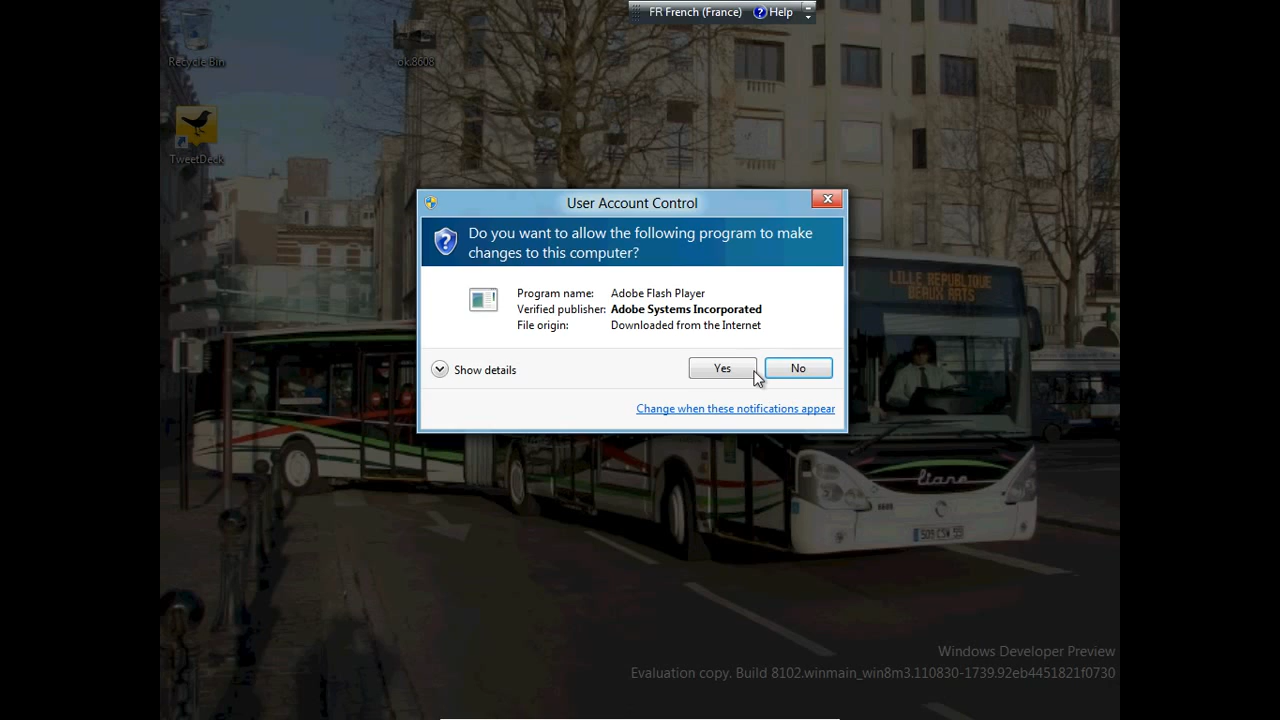 FR French (France) Help
Recycle Bin
ok.8608
TweetDeck
User Account Control
Do you want to allow the following program to make
changes to this computer?
Program name: Adobe Flash Player
Verified publisher: Adobe Systems Incorporated
File origin: Downloaded from the Internet
Show details
Yes
No
Change when these notifications appear
LILLE REPUBLIQUE
BEAUX ARTS
liane
Windows Developer Preview
Evaluation copy. Build 8102.winmain_win8m3.110830-1739.92eb4451821f0730